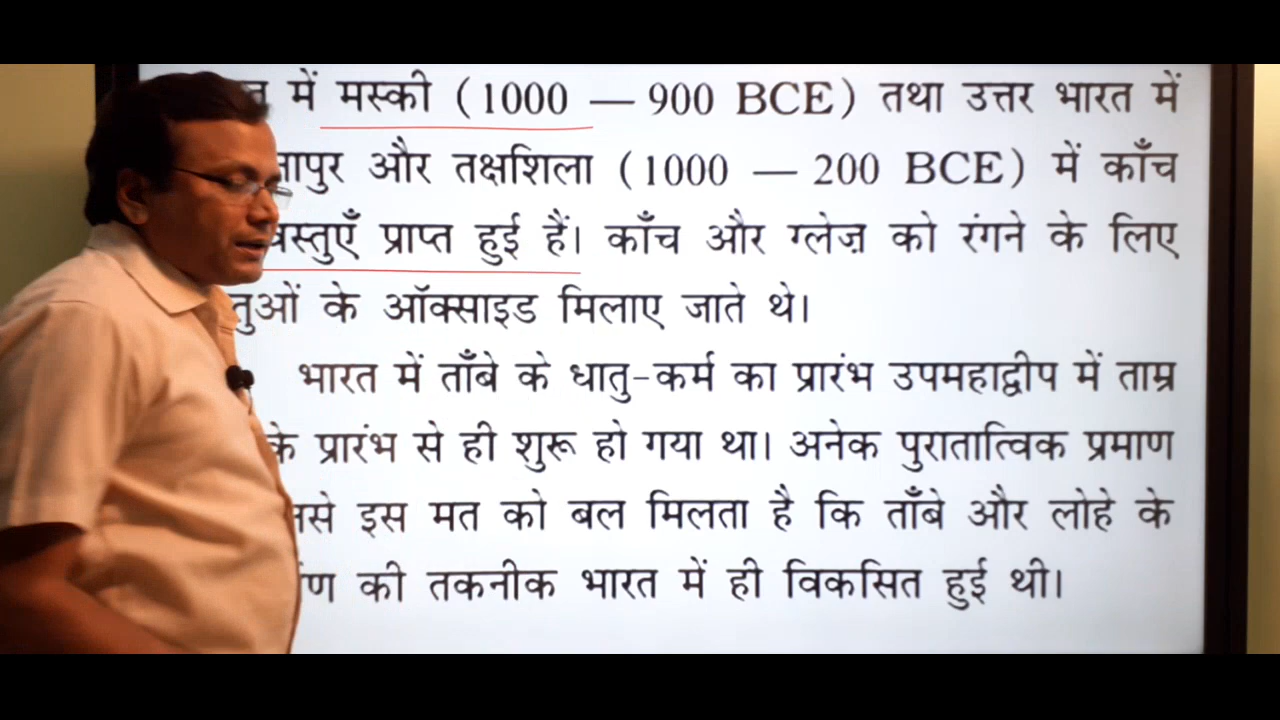 में मस्की (1000 — 900 BCE) तथा उत्तर भारत में
और तक्षशिला (1000 — 200 BCE) में काँच
प्राप्त हुई हैं। काँच और ग्लेज़ को रंगने के लिए
के ऑक्साइड मिलाए जाते थे।
भारत में ताँबे के धातु-कर्म का प्रारंभ उपमहाद्वीप में ताम्र
के प्रारंभ से ही शुरू हो गया था। अनेक पुरातात्विक प्रमाण
इस मत को बल मिलता है कि ताँबे और लोहे के
की तकनीक भारत में ही विकसित हुई थी।